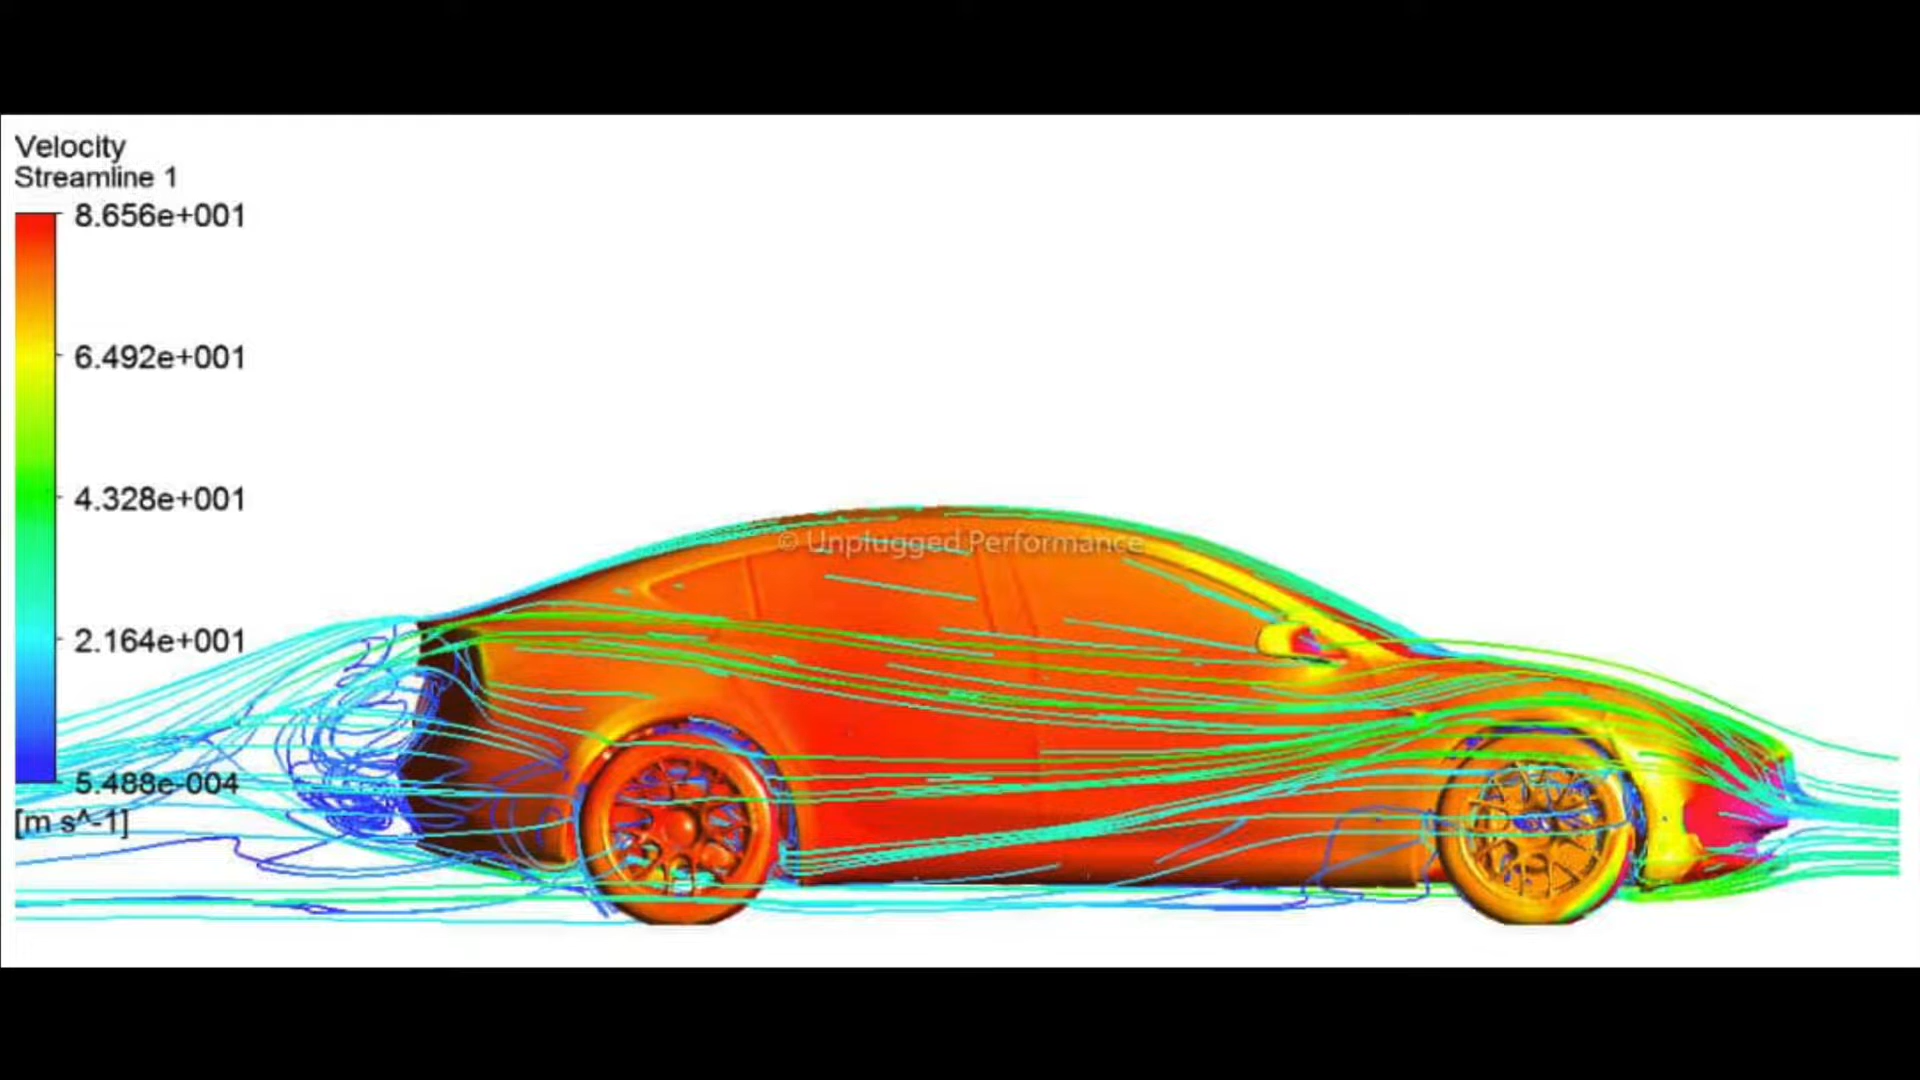 Velocity
Streamline 1
8.656e+001
6.492e+001
4.328e+001
2.164e+001
5.488e-004
[m s^-1]
© Unplugged Performance